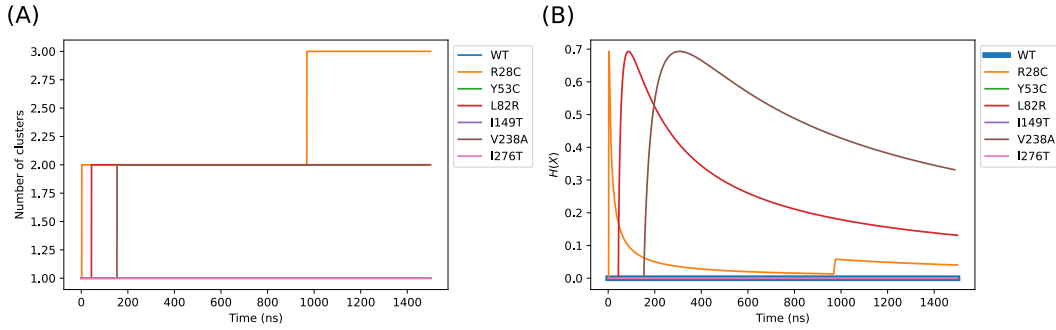 (A)
(B)
3.00
2.75
2.50
2.25
2.00
1.75
1.50
1.25
1.00
Number of clusters
0
200
400
600
800
1000
1200
1400
Time (ns)
WT
R28C
Y53C
L82R
I149T
V238A
I276T
0.7
0.6
0.5
0.4
0.3
0.2
0.1
0.0
H(X)
0
200
400
600
800
1000
1200
1400
Time (ns)
WT
R28C
Y53C
L82R
I149T
V238A
I276T